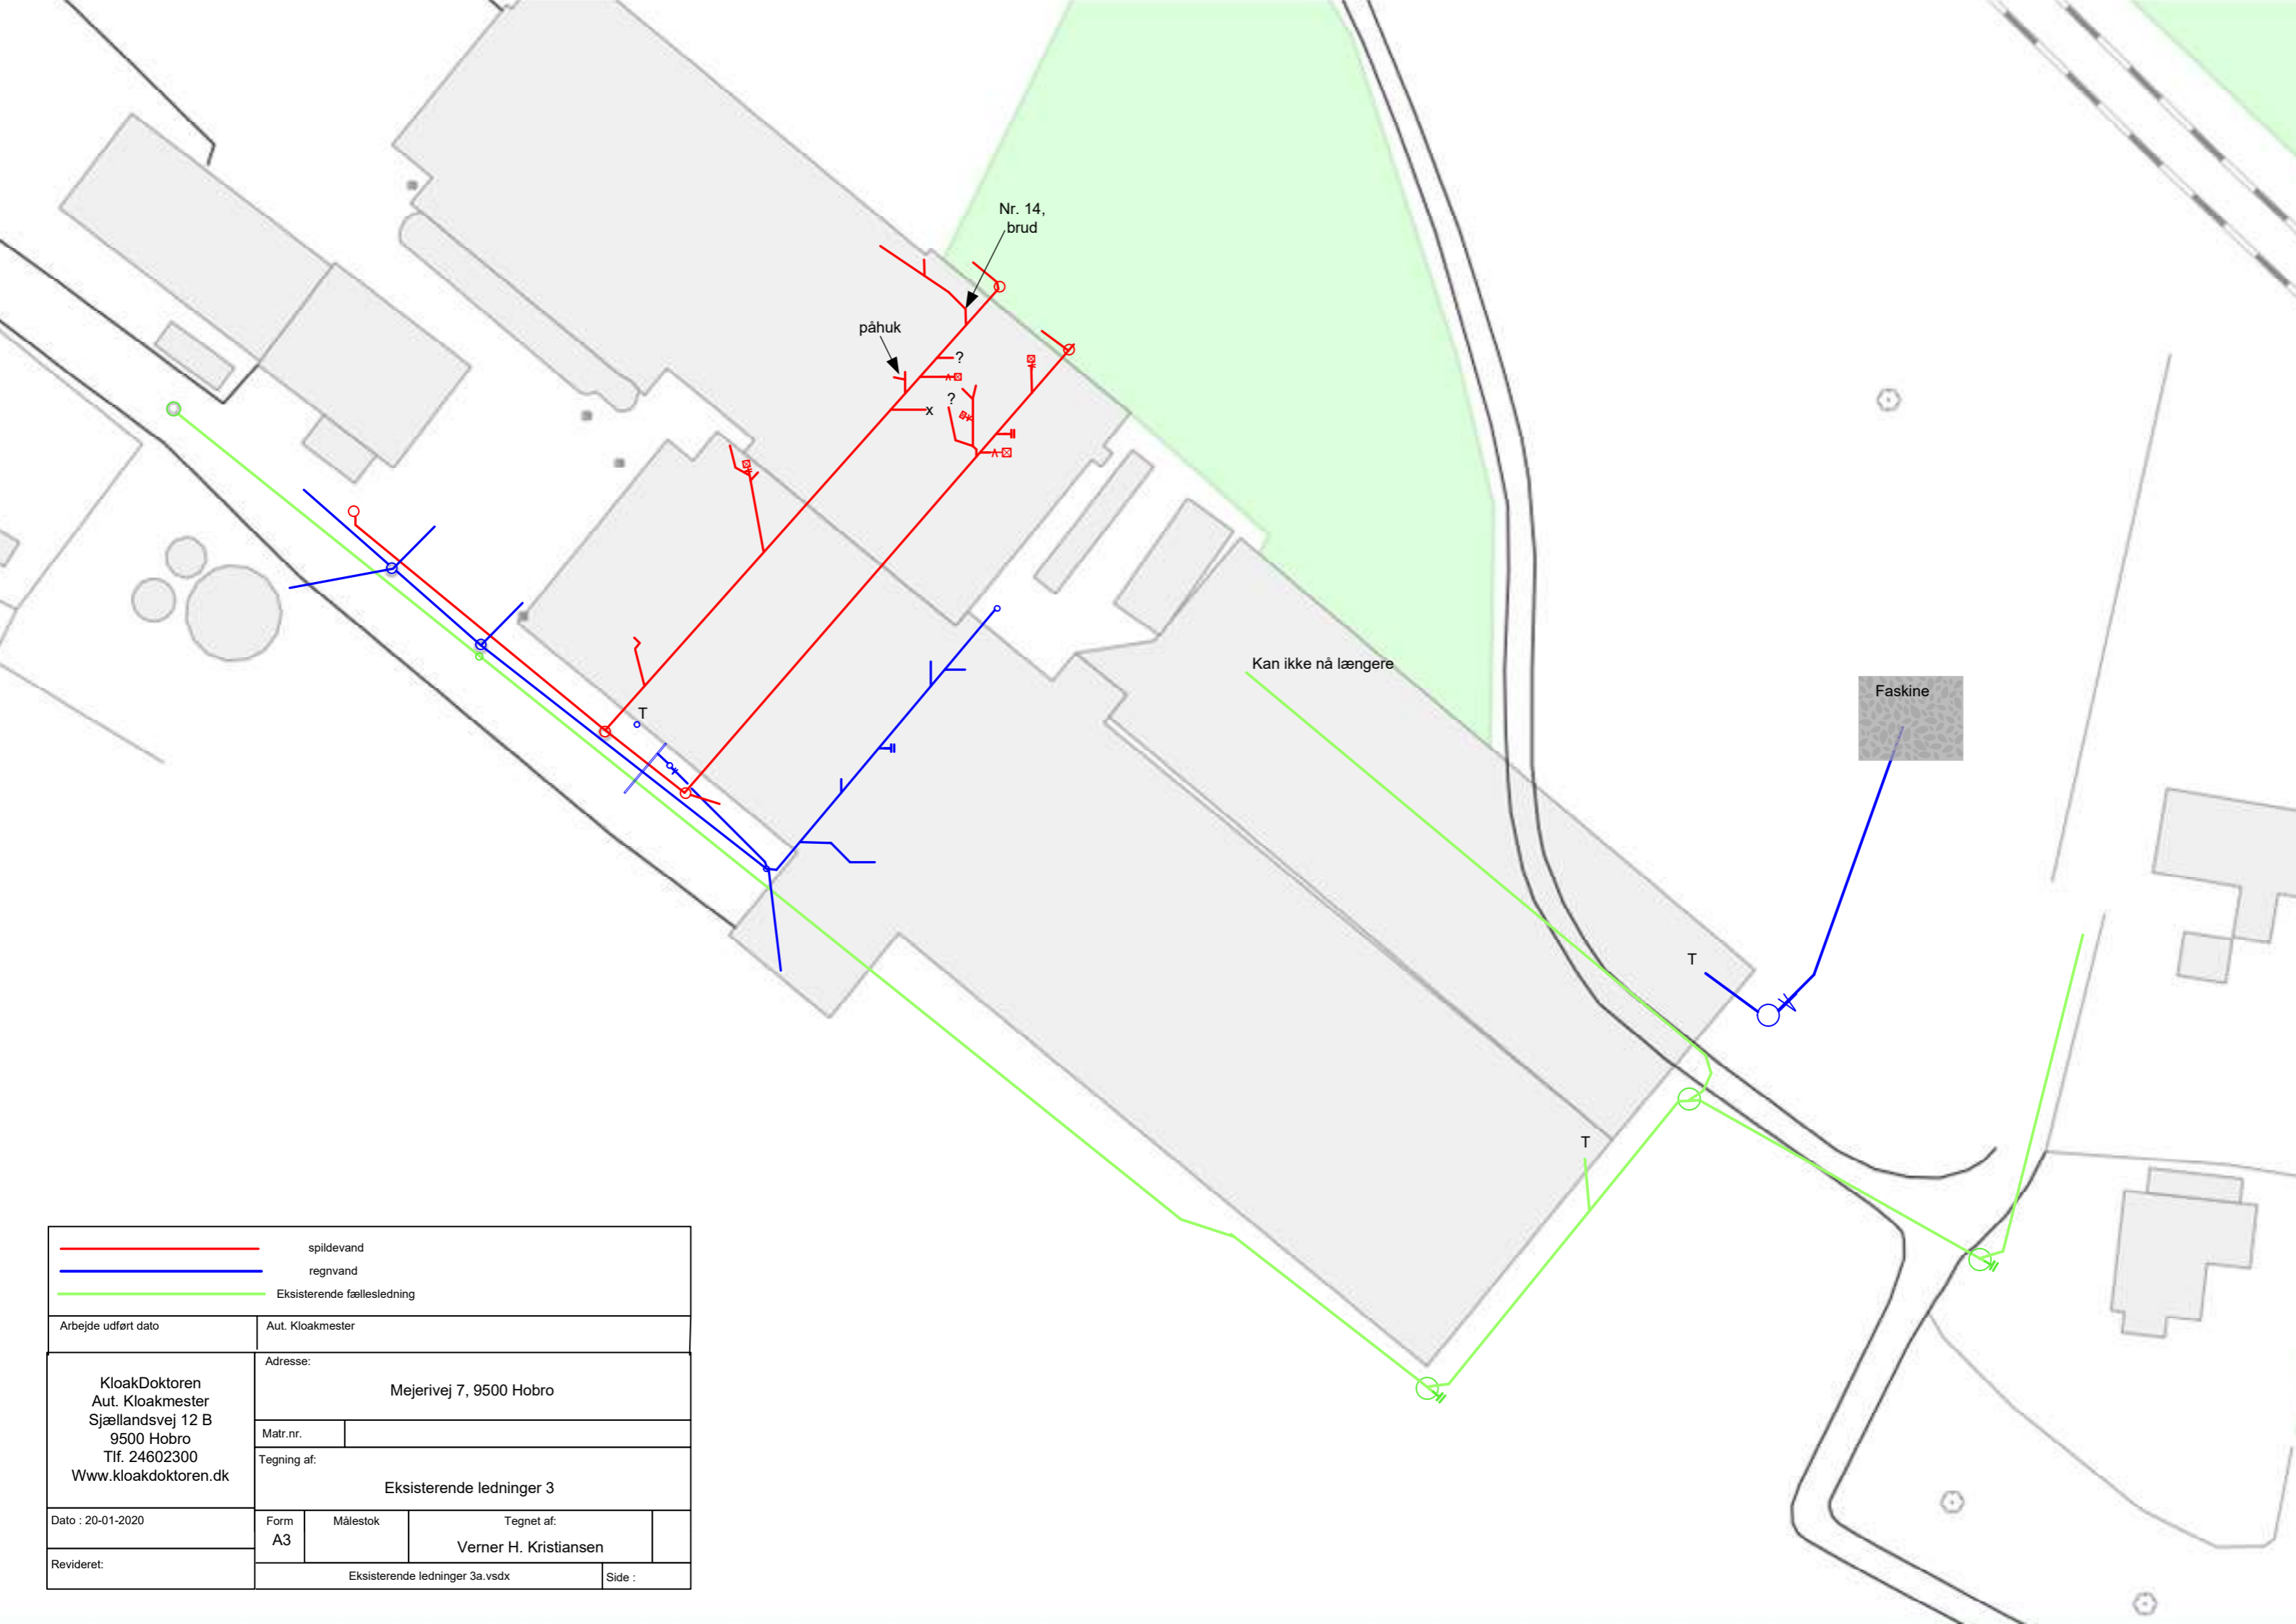 Nr. 14,
brud
påhuk
?
?
x
T
Kan ikke nå længere
Faskine
T
T
spildevand
regnvand
Eksisterende fællesledning
Arbejde udført dato
Aut. Kloakmester
KloakDoktoren
Aut. Kloakmester
Sjællandsvej 12 B
9500 Hobro
Tlf. 24602300
Www.kloakdoktoren.dk
Adresse:
Mejerivej 7, 9500 Hobro
Matr.nr.
Tegning af:
Eksisterende ledninger 3
Dato : 20-01-2020
Form
A3
Målestok
Tegnet af:
Verner H. Kristiansen
Revideret:
Eksisterende ledninger 3a.vsdx
Side :